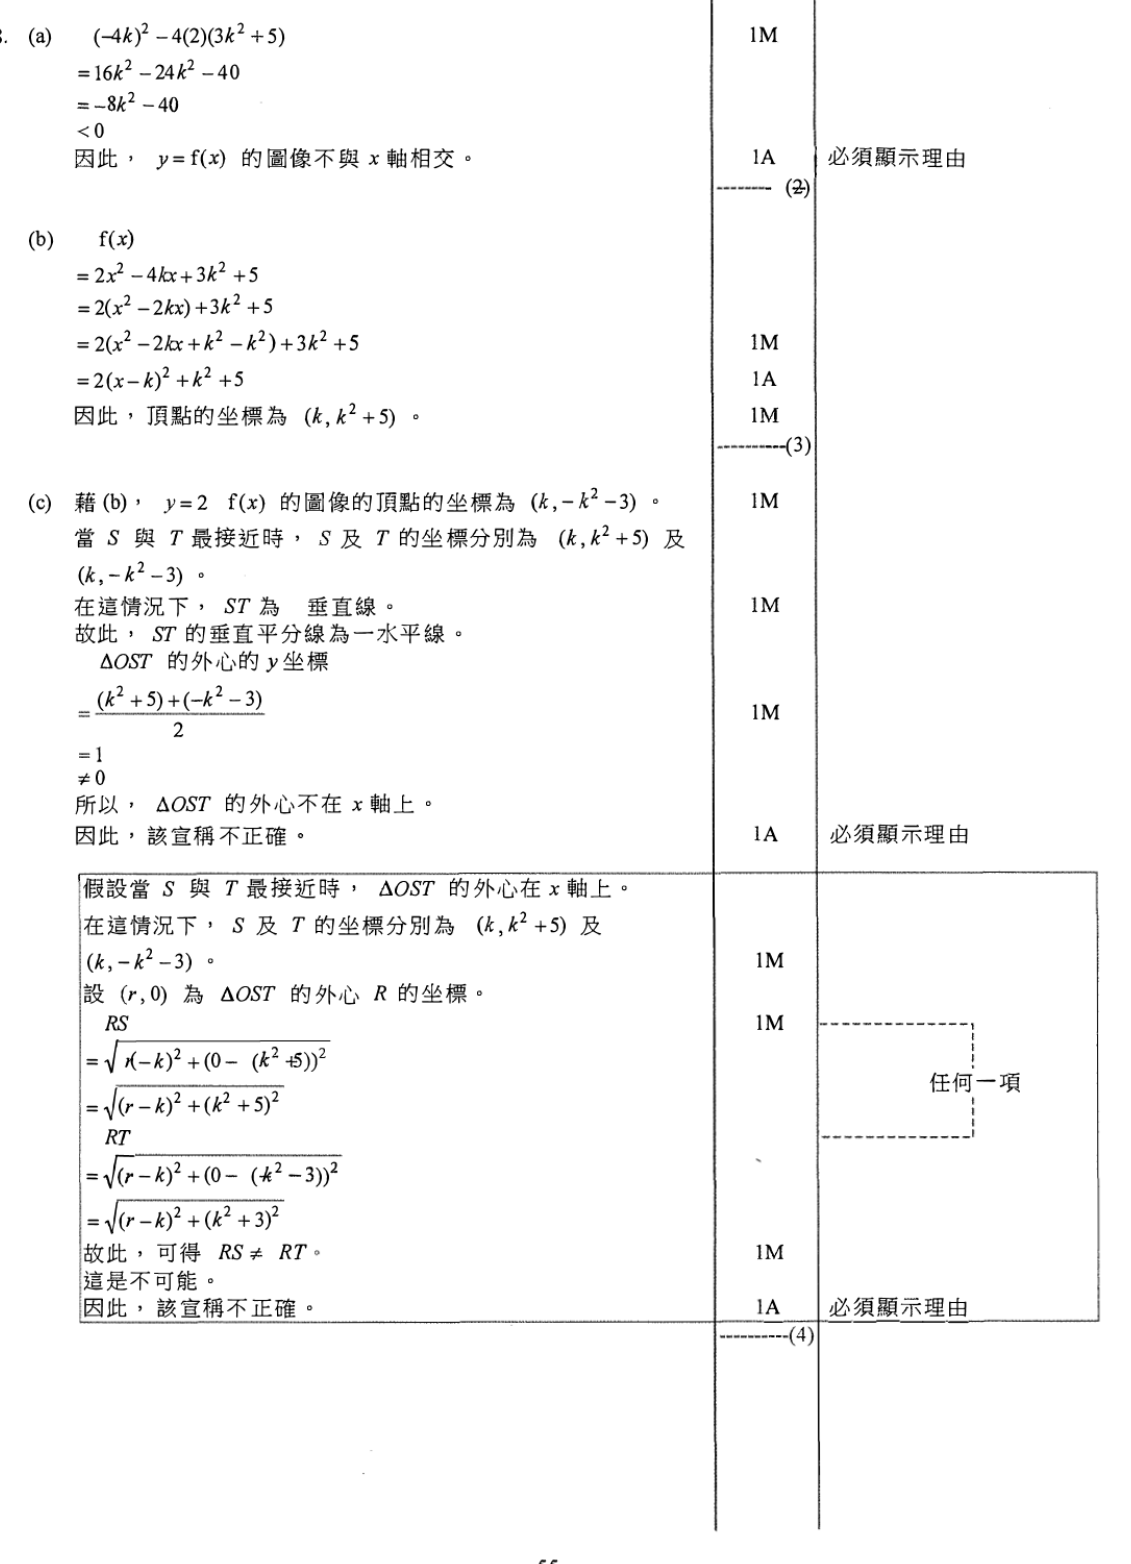 3. (a) (-4k)² - 4(2)(3k² + 5) 1M
= 16k² - 24k² - 40
= -8k² - 40
< 0
因此， y = f(x) 的圖像不與 x 軸相交。 1A 必須顯示理由
-------- (2)
(b) f(x)
= 2x² - 4kx + 3k² + 5
= 2(x² - 2kx) + 3k² + 5
= 2(x² - 2kx + k² - k²) + 3k² + 5 1M
= 2(x - k)² + k² + 5 1A
因此，頂點的坐標為 (k, k² + 5) 。 1M
----------(3)
(c) 藉 (b)， y = 2 f(x) 的圖像的頂點的坐標為 (k, -k² - 3) 。 1M
當 S 與 T 最接近時， S 及 T 的坐標分別為 (k, k² + 5) 及
(k, -k² - 3) 。
在這情況下， ST 為 垂直線。 1M
故此， ST 的垂直平分線為一水平線。
ΔOST 的外心的 y 坐標
= ((k² + 5) + (-k² - 3))/2 1M
= 1
≠ 0
所以， ΔOST 的外心不在 x 軸上。
因此，該宣稱不正確。 1A 必須顯示理由
假設當 S 與 T 最接近時， ΔOST 的外心在 x 軸上。
在這情況下， S 及 T 的坐標分別為 (k, k² + 5) 及
(k, -k² - 3) 。 1M
設 (r, 0) 為 ΔOST 的外心 R 的坐標。
RS 1M
= √(r(-k)² + (0 - (k² + 5))²)
任何一項
= √((r - k)² + (k² + 5)²)
RT
= √((r - k)² + (0 - (-k² - 3))²)
= √((r - k)² + (k² + 3)²)
故此，可得 RS ≠ RT。 1M
這是不可能。
因此，該宣稱不正確。 1A 必須顯示理由
----------(4)